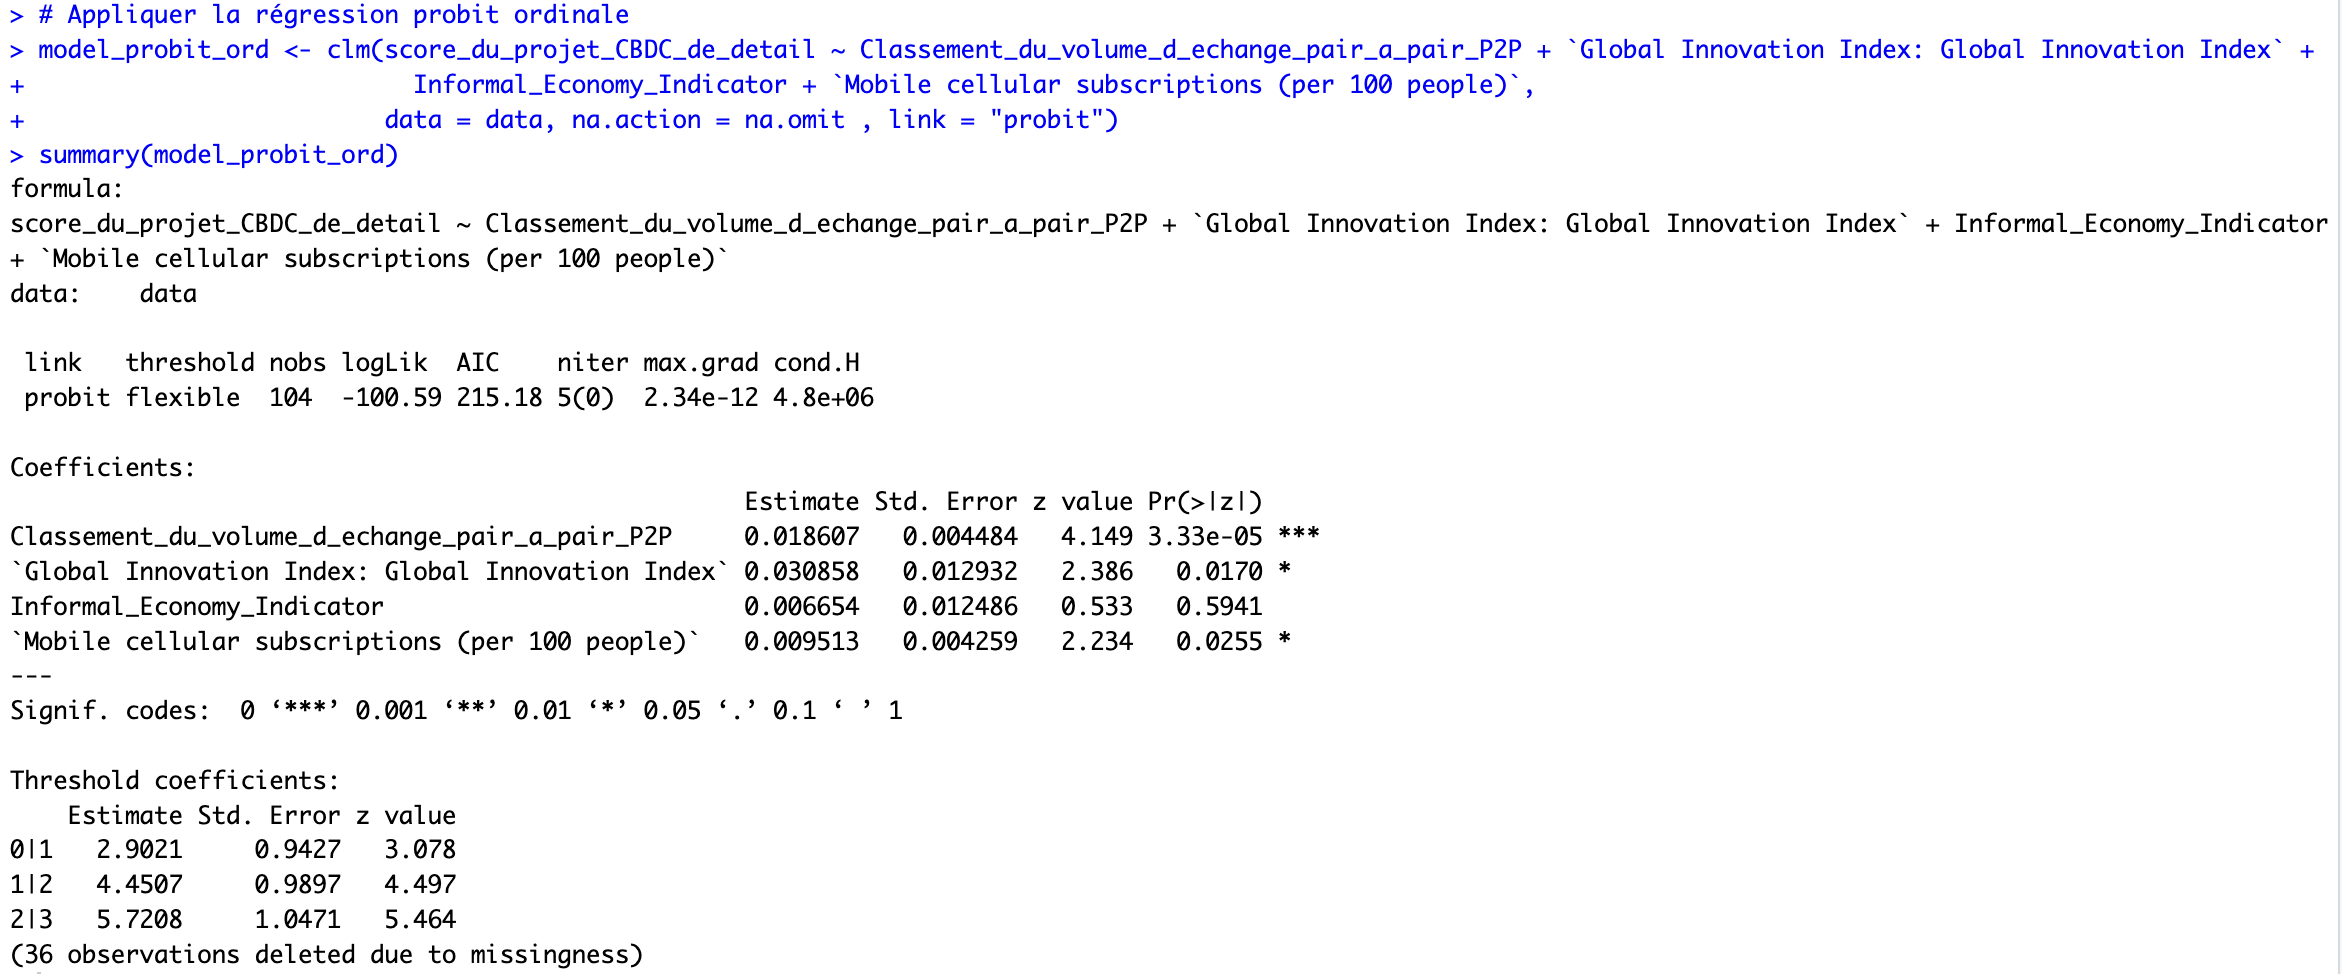 > # Appliquer la régression probit ordinale
> model_probit_ord <- clm(score_du_projet_CBDC_de_detail ~ Classement_du_volume_d_echange_pair_a_pair_P2P + `Global Innovation Index: Global Innovation Index` +
+                           Informal_Economy_Indicator + `Mobile cellular subscriptions (per 100 people)`,
+                         data = data, na.action = na.omit , link = "probit")
> summary(model_probit_ord)
formula:
score_du_projet_CBDC_de_detail ~ Classement_du_volume_d_echange_pair_a_pair_P2P + `Global Innovation Index: Global Innovation Index` + Informal_Economy_Indicator
+ `Mobile cellular subscriptions (per 100 people)`
data:    data

 link   threshold nobs logLik  AIC    niter max.grad cond.H
 probit flexible  104  -100.59 215.18 5(0)  2.34e-12 4.8e+06

Coefficients:
                                                   Estimate Std. Error z value Pr(>|z|)
Classement_du_volume_d_echange_pair_a_pair_P2P     0.018607   0.004484   4.149 3.33e-05 ***
`Global Innovation Index: Global Innovation Index` 0.030858   0.012932   2.386   0.0170 *
Informal_Economy_Indicator                         0.006654   0.012486   0.533   0.5941
`Mobile cellular subscriptions (per 100 people)`   0.009513   0.004259   2.234   0.0255 *
---
Signif. codes:  0 ‘***’ 0.001 ‘**’ 0.01 ‘*’ 0.05 ‘.’ 0.1 ‘ ’ 1

Threshold coefficients:
    Estimate Std. Error z value
0|1   2.9021     0.9427   3.078
1|2   4.4507     0.9897   4.497
2|3   5.7208     1.0471   5.464
(36 observations deleted due to missingness)